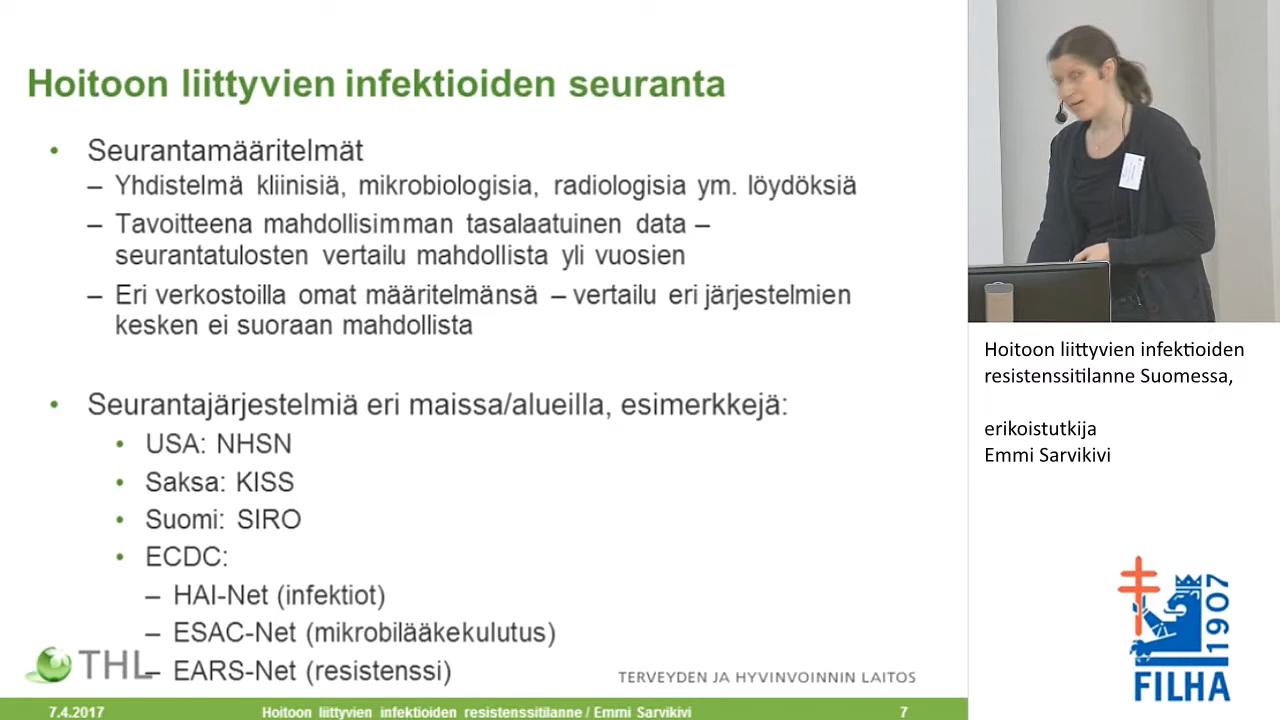 Hoitoon liittyvien infektioiden seuranta
• Seurantamääritelmät
– Yhdistelmä kliinisiä, mikrobiologisia, radiologisia ym. löydöksiä
– Tavoitteena mahdollisimman tasalaatuinen data –
seurantatulosten vertailu mahdollista yli vuosien
– Eri verkostoilla omat määritelmänsä – vertailu eri järjestelmien
kesken ei suoraan mahdollista
• Seurantajärjestelmiä eri maissa/alueilla, esimerkkejä:
• USA: NHSN
• Saksa: KISS
• Suomi: SIRO
• ECDC:
– HAI-Net (infektiot)
– ESAC-Net (mikrobilääkekulutus)
– EARS-Net (resistenssi)
THL
TERVEYDEN JA HYVINVOINNIN LAITOS
7.4.2017
Hoitoon liittyvien infektioiden resistenssitilanne / Emmi Sarvikivi
7
Hoitoon liittyvien infektioiden
resistenssitilanne Suomessa,
erikoistutkija
Emmi Sarvikivi
1907
FILHA